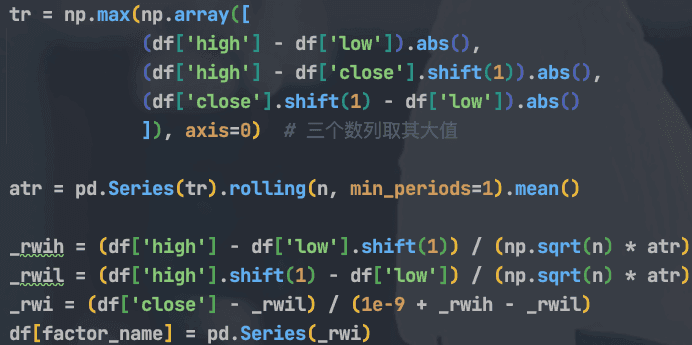 tr = np.max(np.array([
(df['high'] - df['low']).abs(),
(df['high'] - df['close'].shift(1)).abs(),
(df['close'].shift(1) - df['low']).abs()
]), axis=0)  # 三个数列取其大值
atr = pd.Series(tr).rolling(n, min_periods=1).mean()
_rwih = (df['high'] - df['low'].shift(1)) / (np.sqrt(n) * atr)
_rwil = (df['high'].shift(1) - df['low']) / (np.sqrt(n) * atr)
_rwi = (df['close'] - _rwil) / (1e-9 + _rwih - _rwil)
df[factor_name] = pd.Series(_rwi)